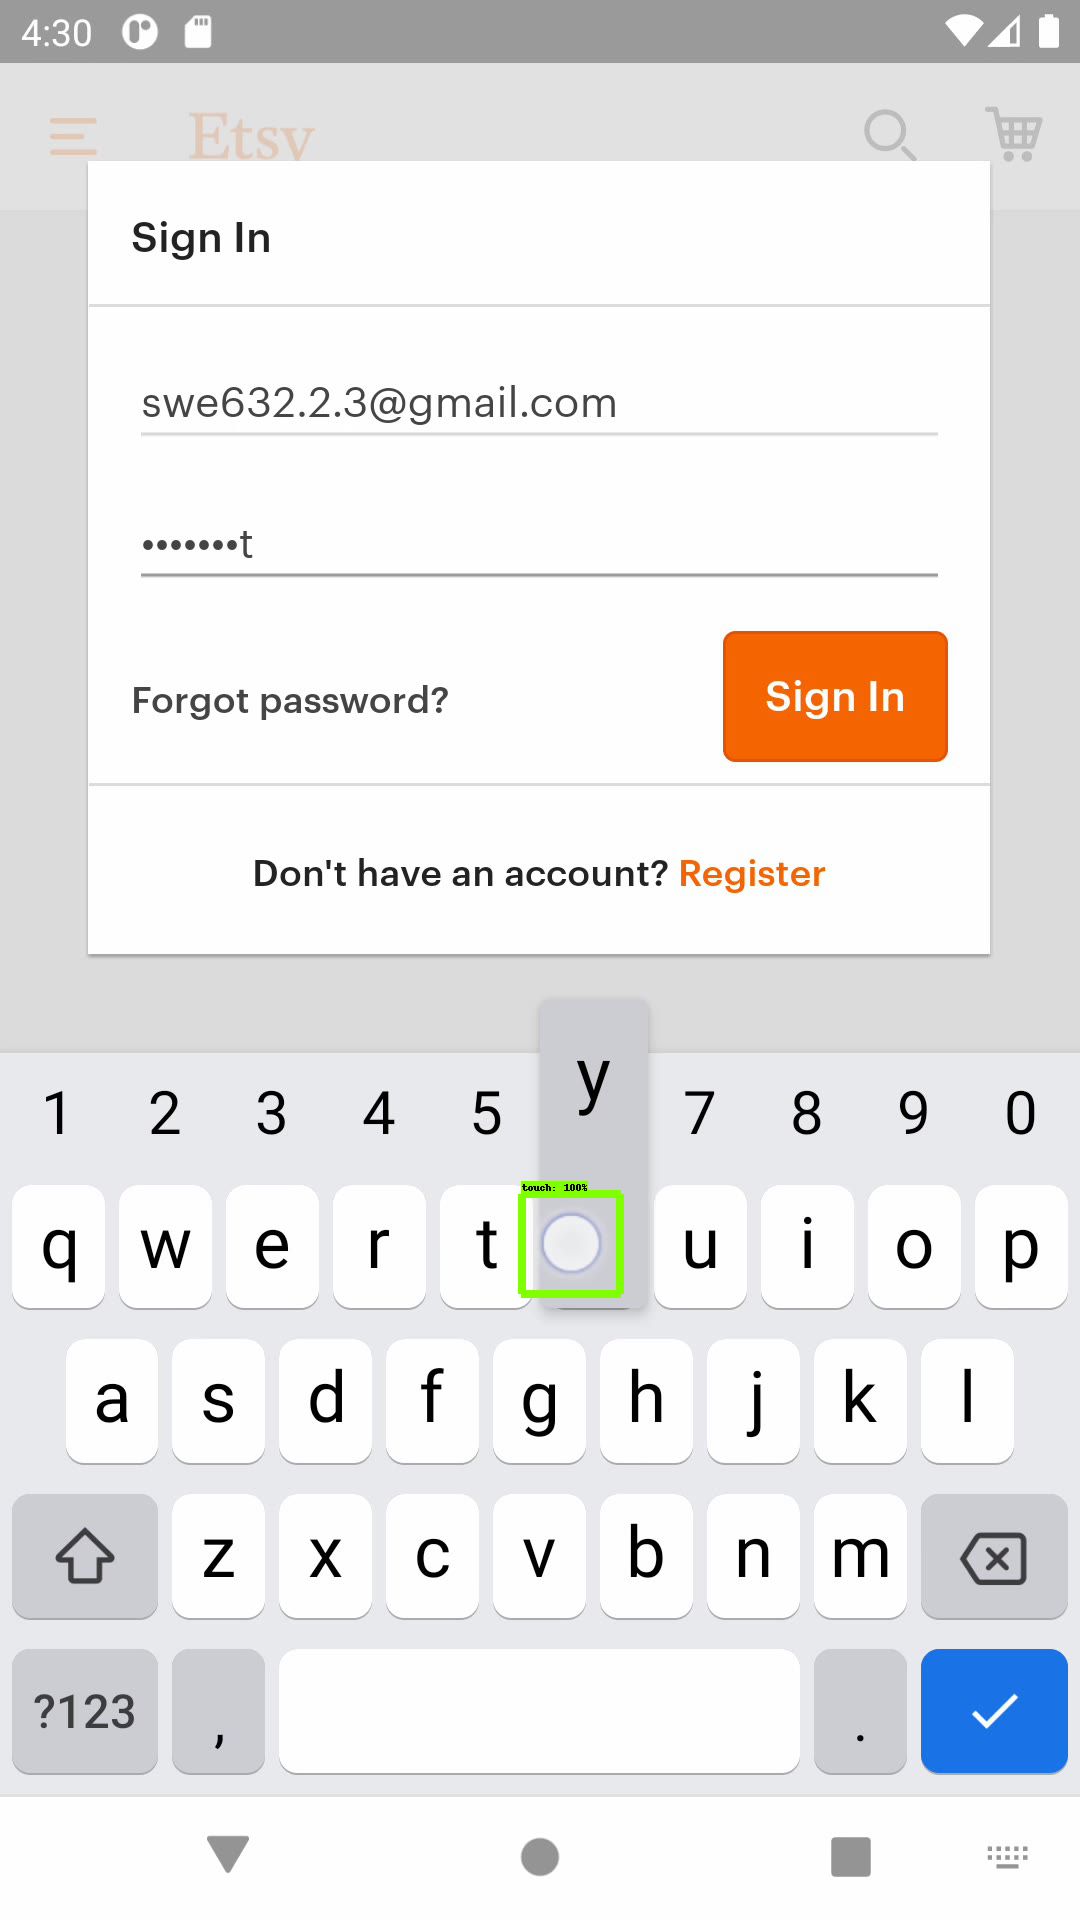 4:30
Etsy
Sign In
swe632.2.3@gmail.com
•••••••t
Forgot password?
Sign In
Don't have an account? Register
y
1 2 3 4 5 7 8 9 0
touch: 100%
q w e r t u i o p
a s d f g h j k l
z x c v b n m
?123 , .